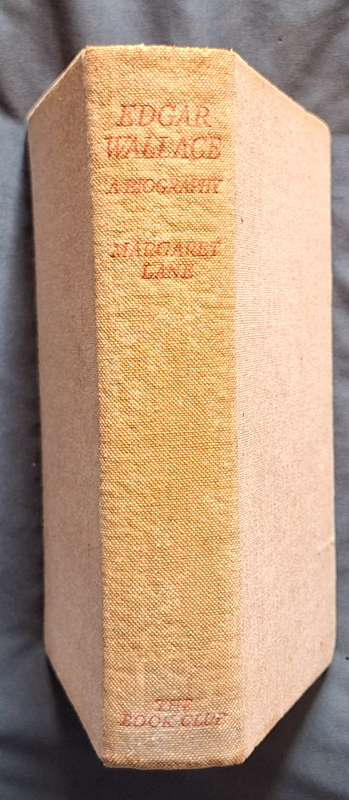 EDGAR
WALLACE
A BIOGRAPHY
MARGARET
LANE
THE
BOOK CLUB